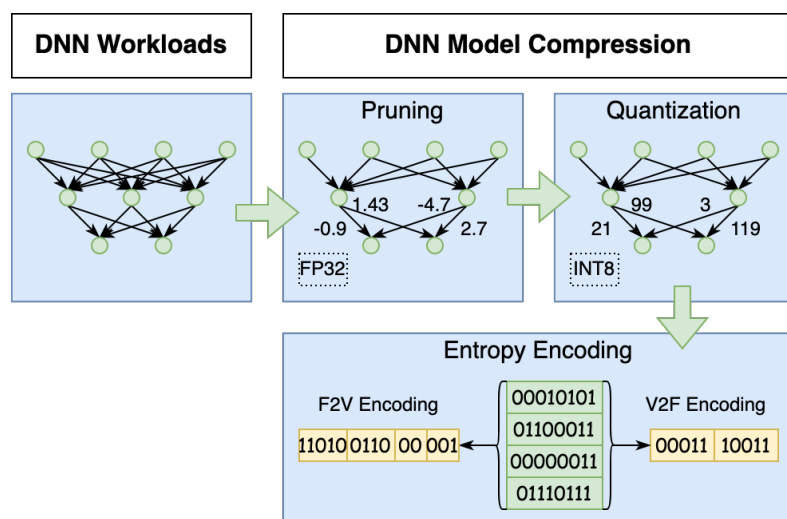 DNN Workloads
DNN Model Compression
Pruning
1.43
-4.7
-0.9
2.7
FP32
Quantization
99
3
21
119
INT8
Entropy Encoding
F2V Encoding
11010 0110 00 001
00010101
01100011
00000011
01110111
V2F Encoding
00011 10011